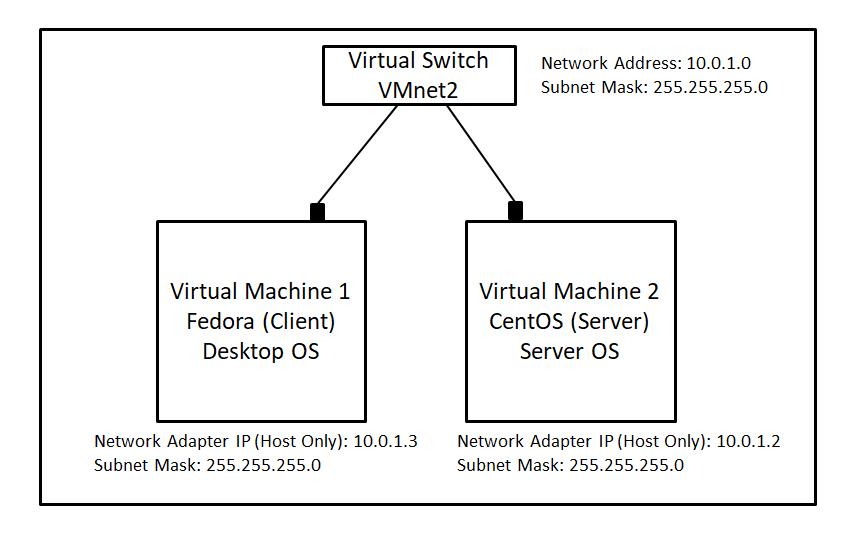 Virtual Switch
VMnet2
Network Address: 10.0.1.0
Subnet Mask: 255.255.255.0
Virtual Machine 1
Fedora (Client)
Desktop OS
Virtual Machine 2
CentOS (Server)
Server OS
Network Adapter IP (Host Only): 10.0.1.3
Subnet Mask: 255.255.255.0
Network Adapter IP (Host Only): 10.0.1.2
Subnet Mask: 255.255.255.0